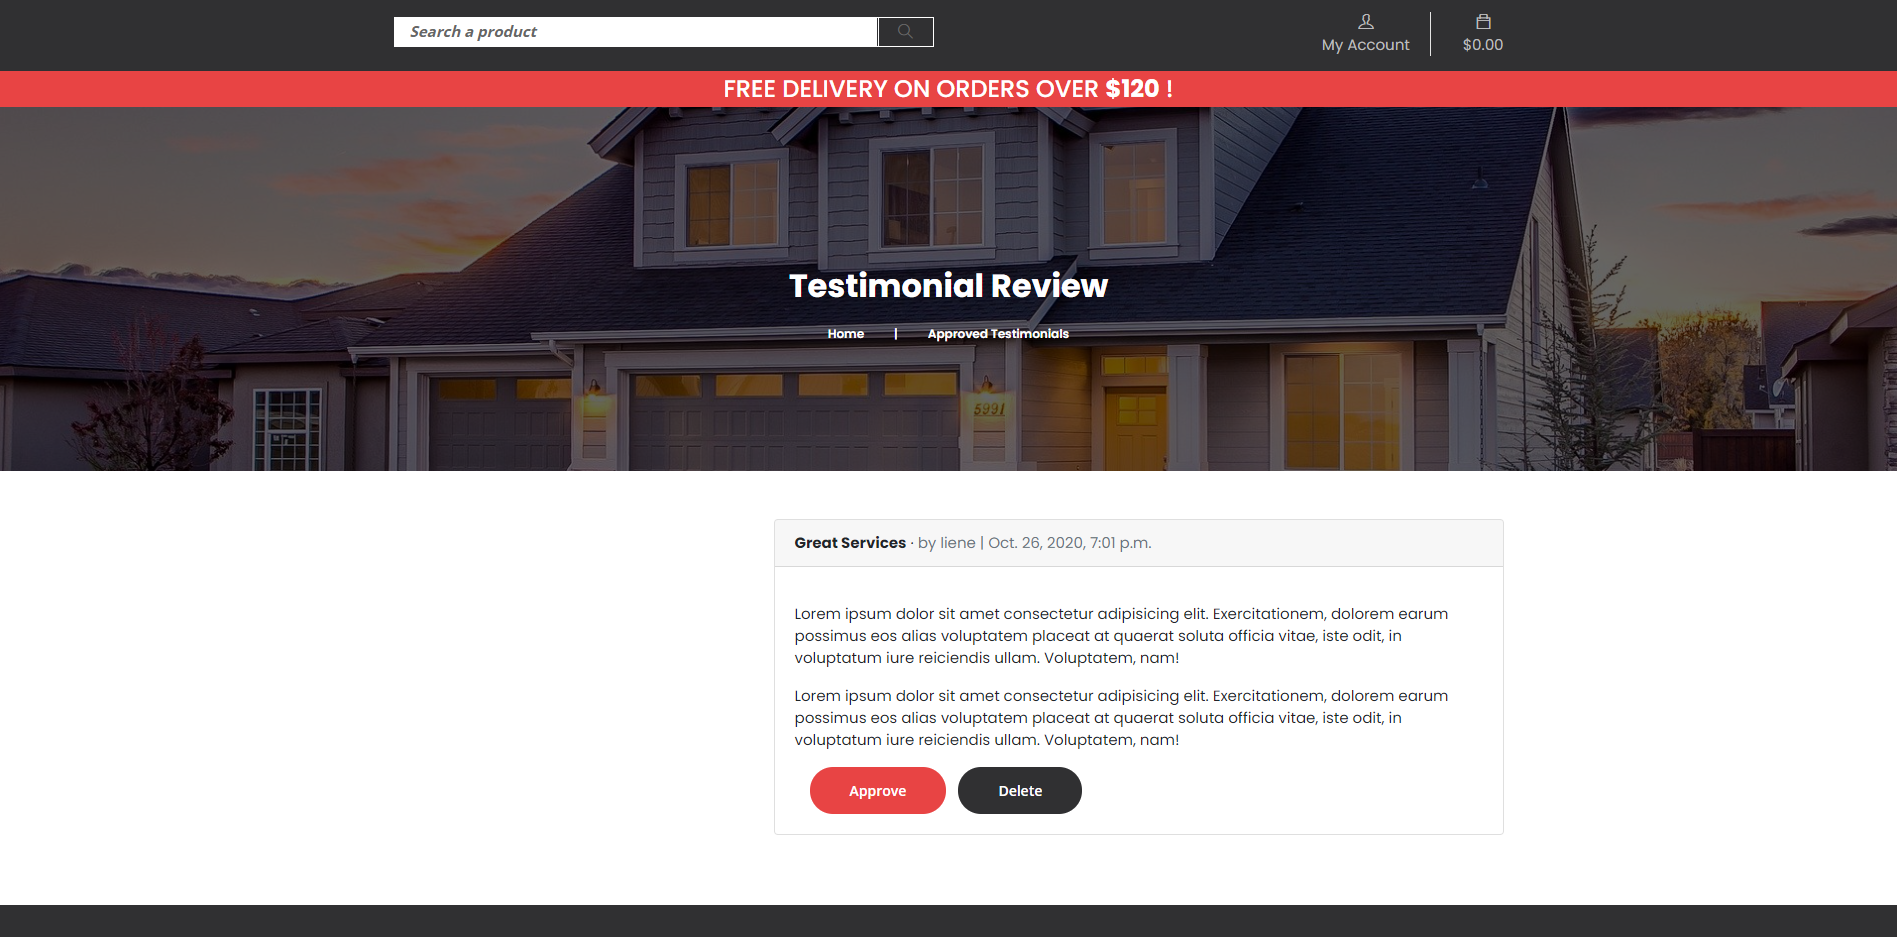 Search a product
My Account
$0.00
FREE DELIVERY ON ORDERS OVER $120 !
Testimonial Review
Home | Approved Testimonials
5991
Great Services · by liene | Oct. 26, 2020, 7:01 p.m.
Lorem ipsum dolor sit amet consectetur adipisicing elit. Exercitationem, dolorem earum
possimus eos alias voluptatem placeat at quaerat soluta officia vitae, iste odit, in
voluptatum iure reiciendis ullam. Voluptatem, nam!
Lorem ipsum dolor sit amet consectetur adipisicing elit. Exercitationem, dolorem earum
possimus eos alias voluptatem placeat at quaerat soluta officia vitae, iste odit, in
voluptatum iure reiciendis ullam. Voluptatem, nam!
Approve
Delete